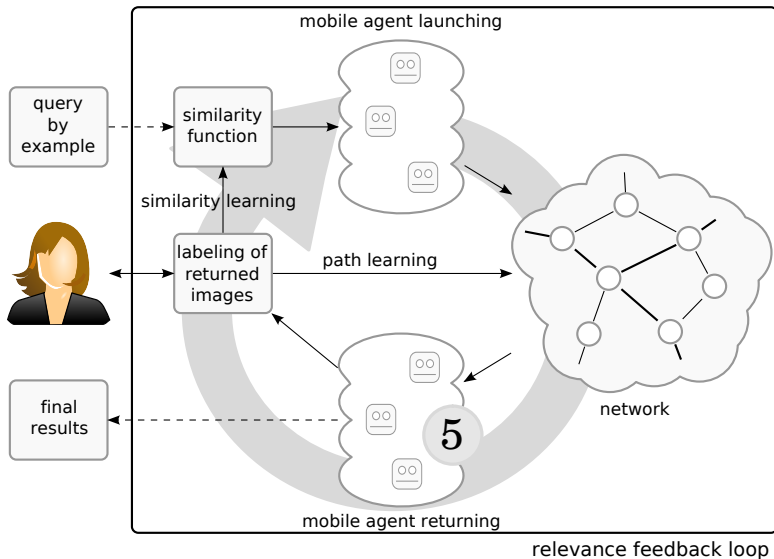 mobile agent launching
query
by
example
similarity
function
similarity learning
labeling of
returned
images
path learning
network
final
results
5
mobile agent returning
relevance feedback loop